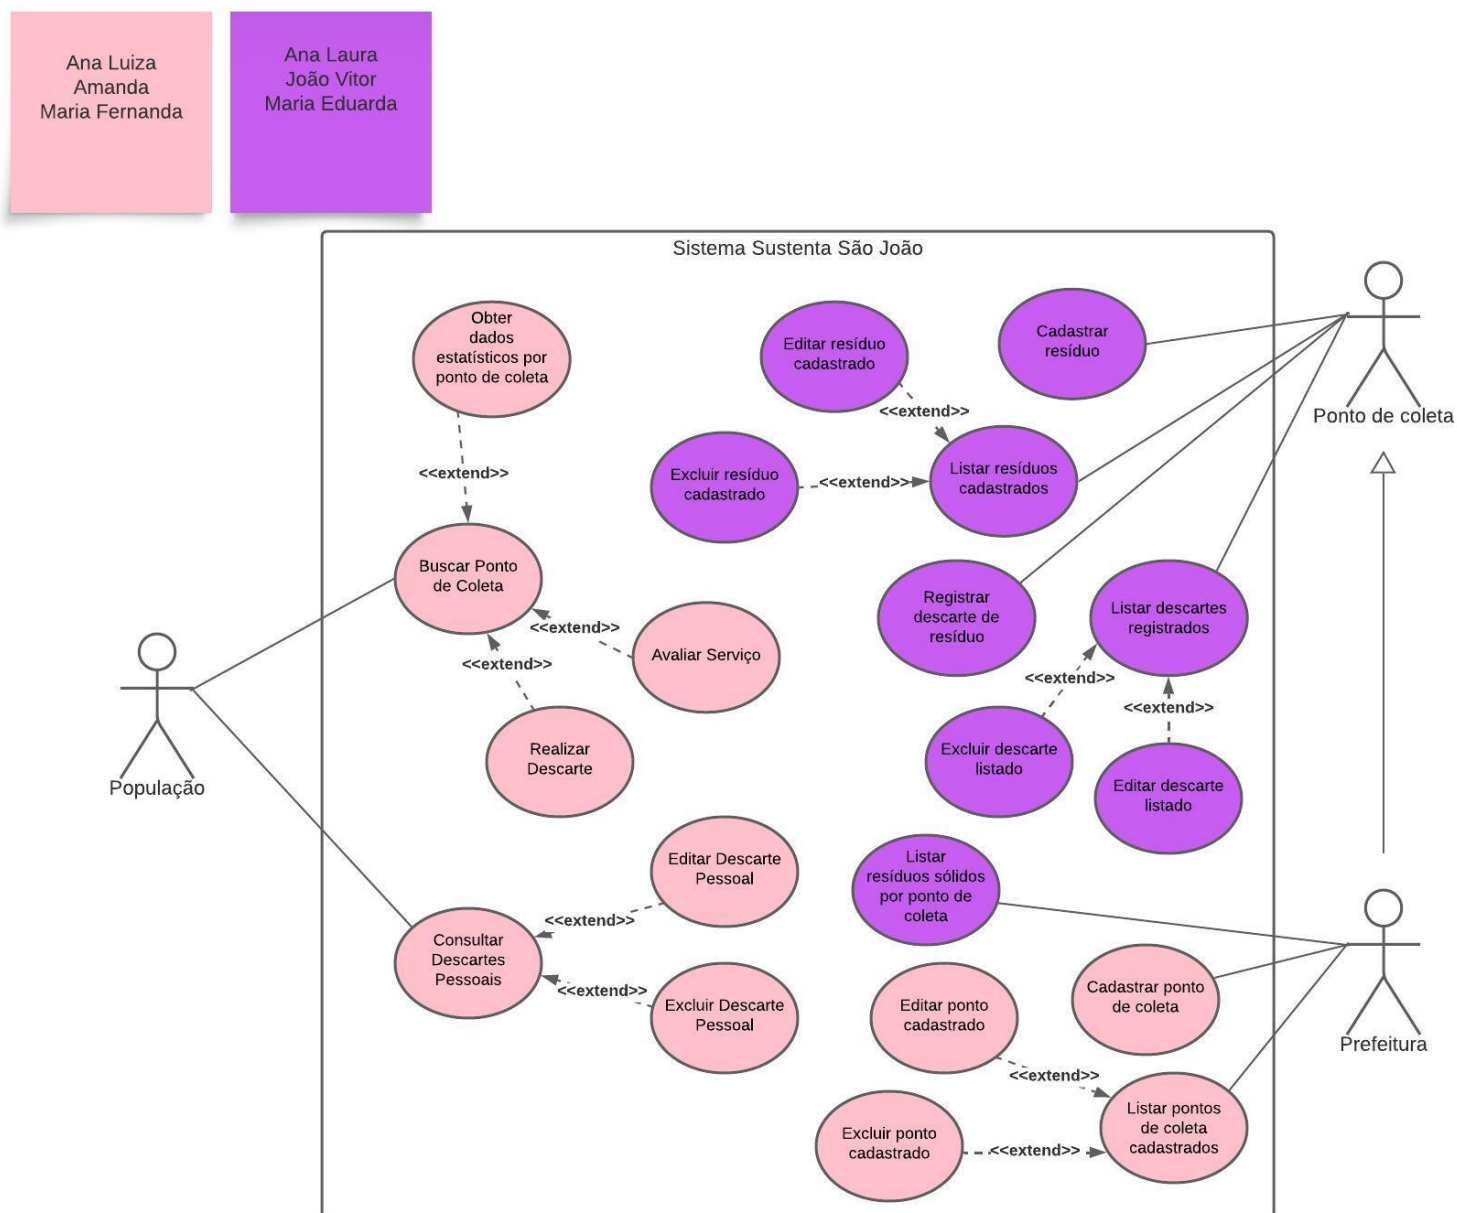 Ana Luiza
Amanda
Maria Fernanda
Ana Laura
João Vitor
Maria Eduarda
Sistema Sustenta São João
Obter
dados
estatísticos por
ponto de coleta
Editar resíduo
cadastrado
Cadastrar
resíduo
Ponto de coleta
<<extend>>
<<extend>>
Excluir resíduo
cadastrado
<<extend>>
Listar resíduos
cadastrados
Buscar Ponto
de Coleta
Registrar
descarte de
resíduo
Listar descartes
registrados
<<extend>>
<<extend>>
Avaliar Serviço
<<extend>>
<<extend>>
Realizar
Descarte
Excluir descarte
listado
Editar descarte
listado
População
Editar Descarte
Pessoal
Listar
resíduos sólidos
por ponto de
coleta
<<extend>>
Consultar
Descartes
Pessoais
<<extend>>
Excluir Descarte
Pessoal
Editar ponto
cadastrado
Cadastrar ponto
de coleta
Prefeitura
<<extend>>
Listar pontos
de coleta
cadastrados
Excluir ponto
cadastrado
<<extend>>